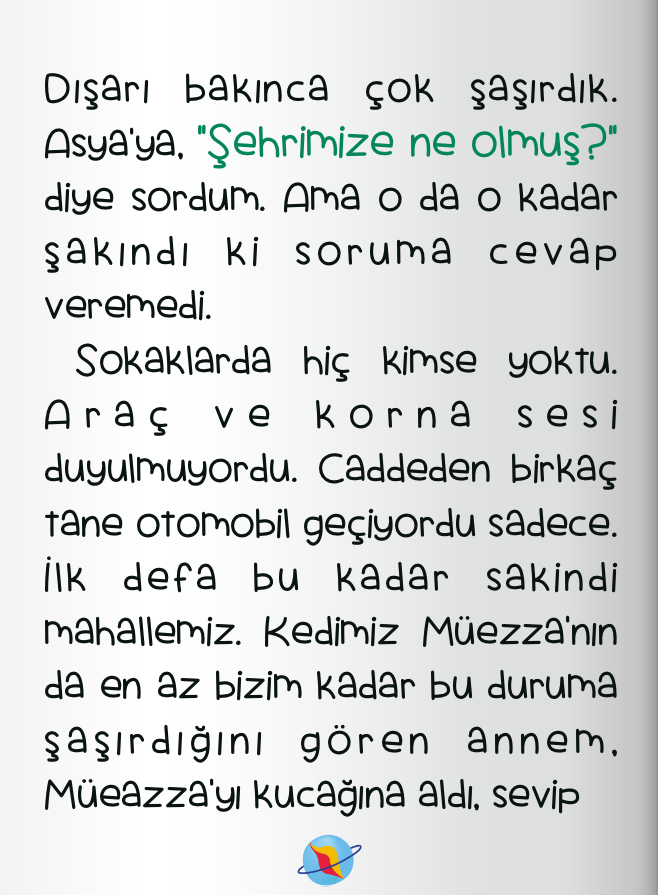 Dışarı bakınca çok şaşırdık.
Asya'ya, "Şehrimize ne olmuş?"
diye sordum. Ama o da o kadar
şakındı ki soruma cevap
veremedi.
Sokaklarda hiç kimse yoktu.
Araç ve korna sesi
duyulmuyordu. Caddeden birkaç
tane otomobil geçiyordu sadece.
İlk defa bu kadar sakindi
mahallemiz. Kedimiz Müezza'nın
da en az bizim kadar bu duruma
şaşırdığını gören annem,
Müeazza'yı kucağına aldı, sevip